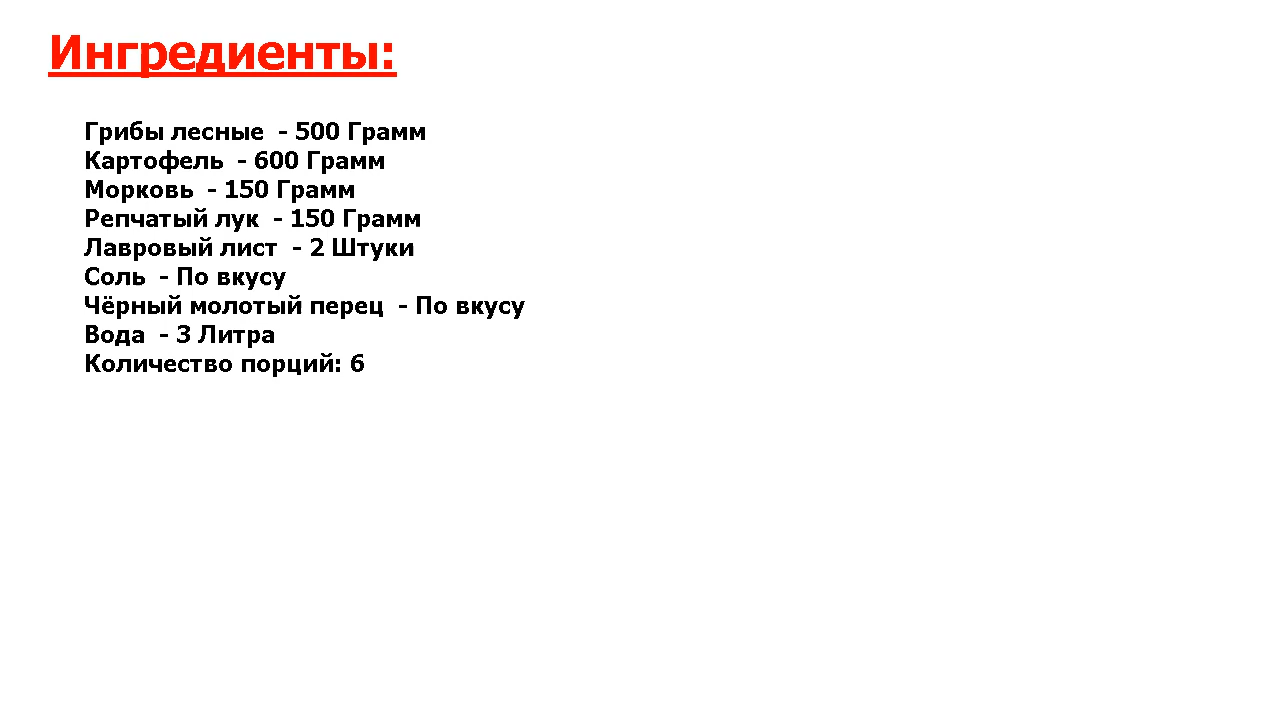 Ингредиенты:
Грибы лесные  - 500 Грамм
Картофель  - 600 Грамм
Морковь  - 150 Грамм
Репчатый лук  - 150 Грамм
Лавровый лист  - 2 Штуки
Соль  - По вкусу
Чёрный молотый перец  - По вкусу
Вода  - 3 Литра
Количество порций: 6